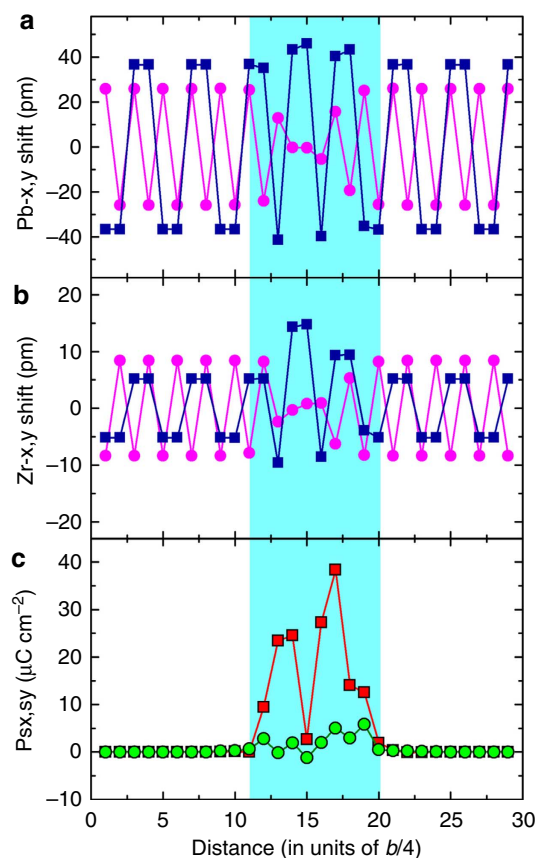 a
40
20
0
−20
−40
Pb-x,y shift (pm)
b
20
10
0
−10
−20
Zr-x,y shift (pm)
c
40
30
20
10
0
−10
Psx,sy (μC cm−2)
0 5 10 15 20 25 30
Distance (in units of b/4)